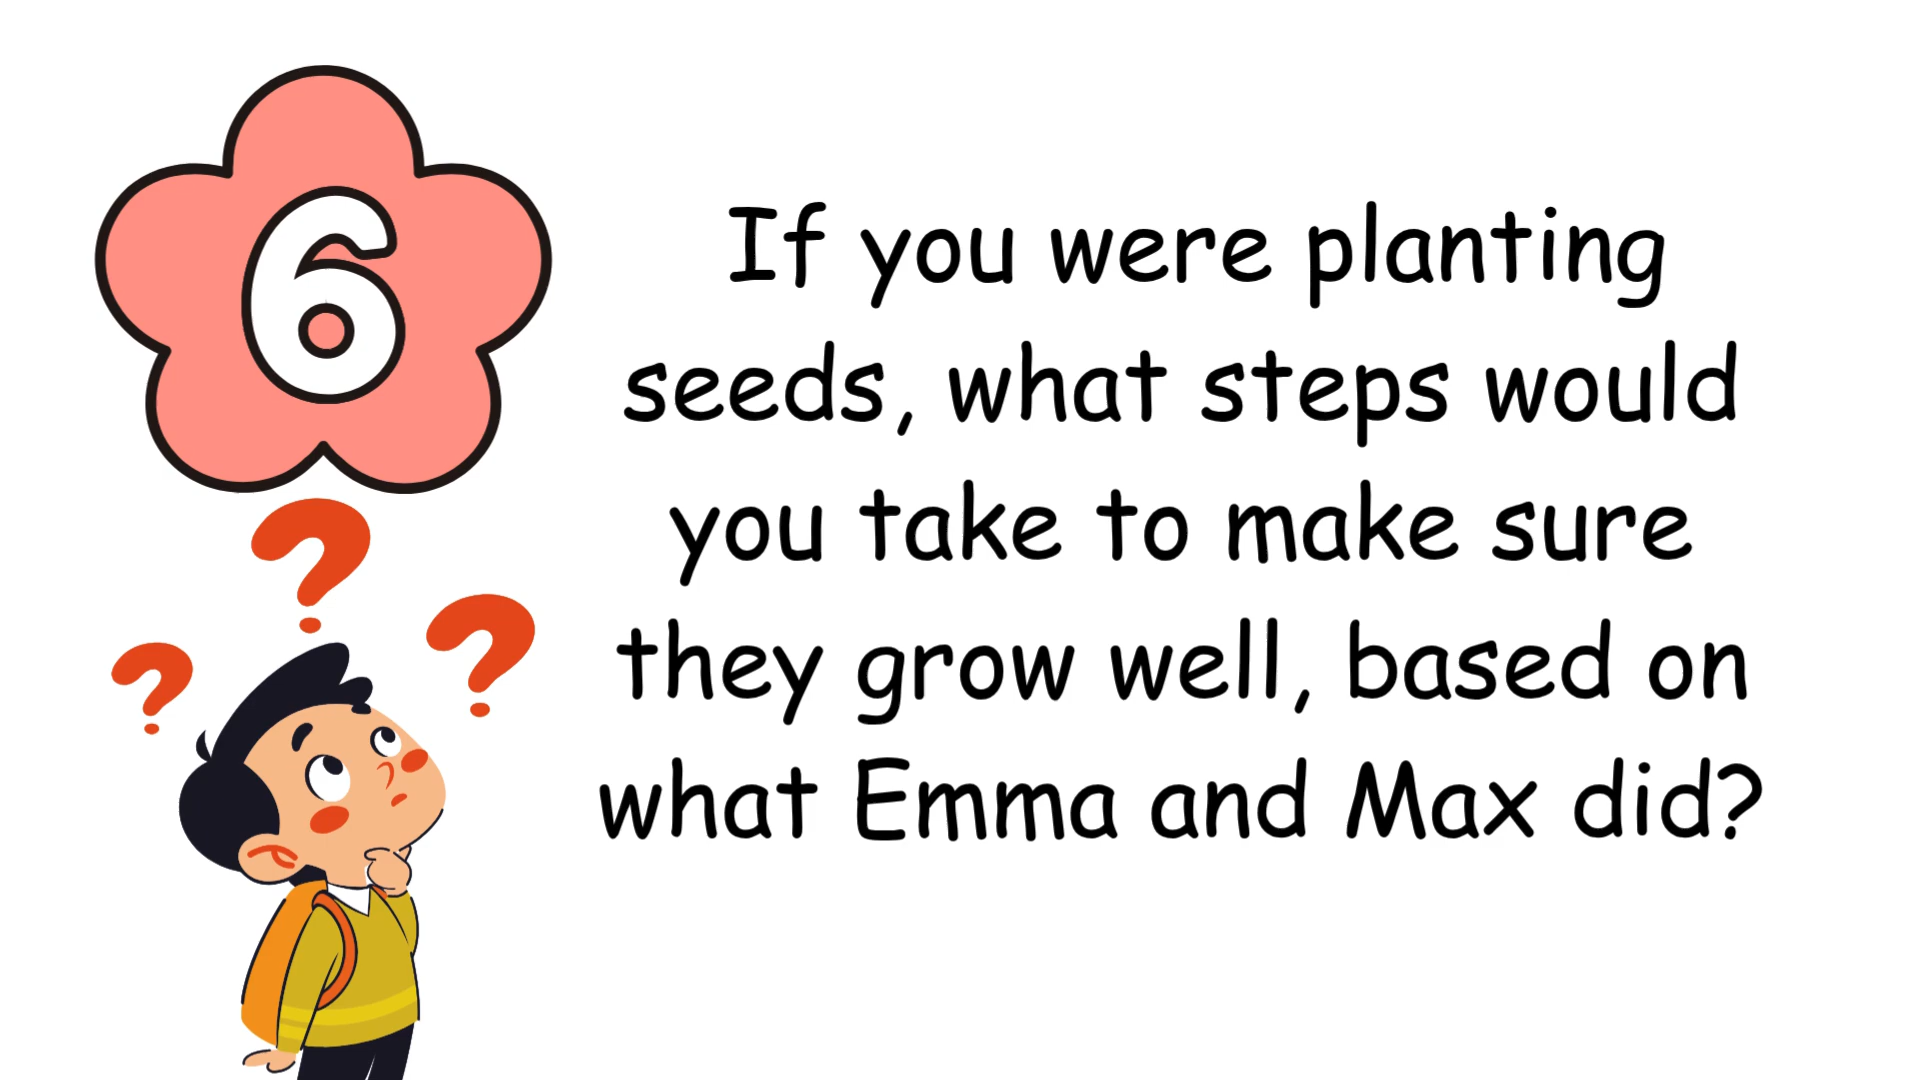 6
If you were planting
seeds, what steps would
you take to make sure
they grow well, based on
what Emma and Max did?